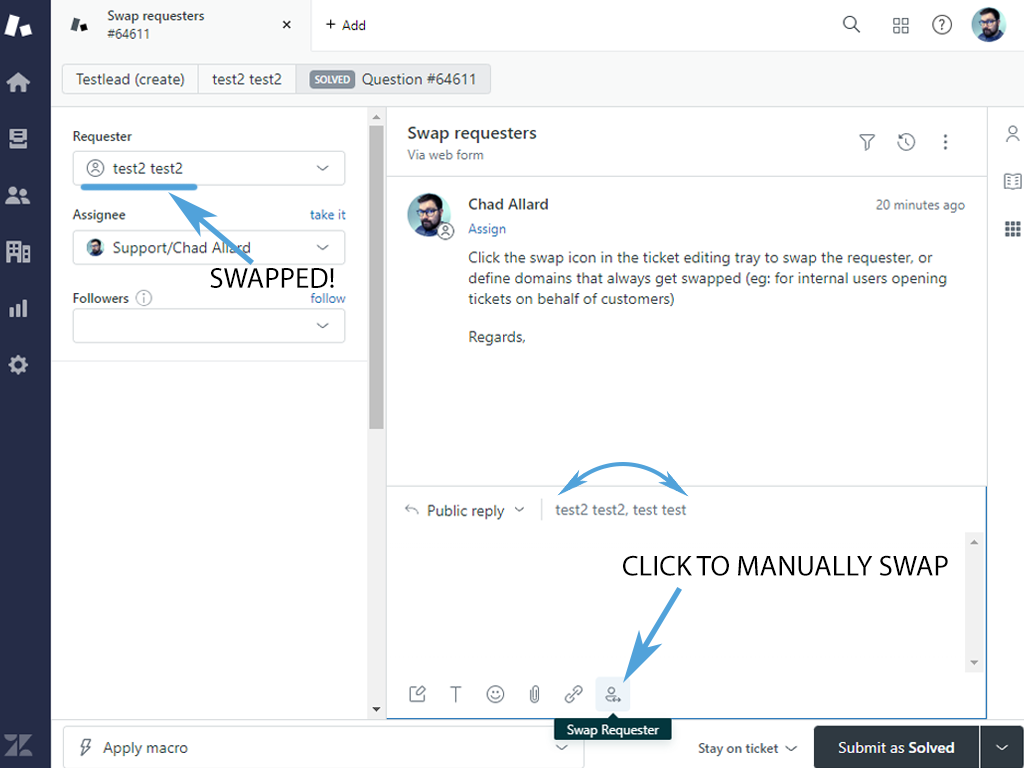 Swap requesters
#64611
×
+ Add
Testlead (create)
test2 test2
SOLVED Question #64611
Requester
test2 test2
Assignee
take it
Support/Chad Allard
SWAPPED!
Followers
follow
Swap requesters
Via web form
Chad Allard
20 minutes ago
Assign
Click the swap icon in the ticket editing tray to swap the requester, or
define domains that always get swapped (eg: for internal users opening
tickets on behalf of customers)
Regards,
Public reply
test2 test2, test test
CLICK TO MANUALLY SWAP
T
Swap Requester
Apply macro
Stay on ticket
Submit as Solved